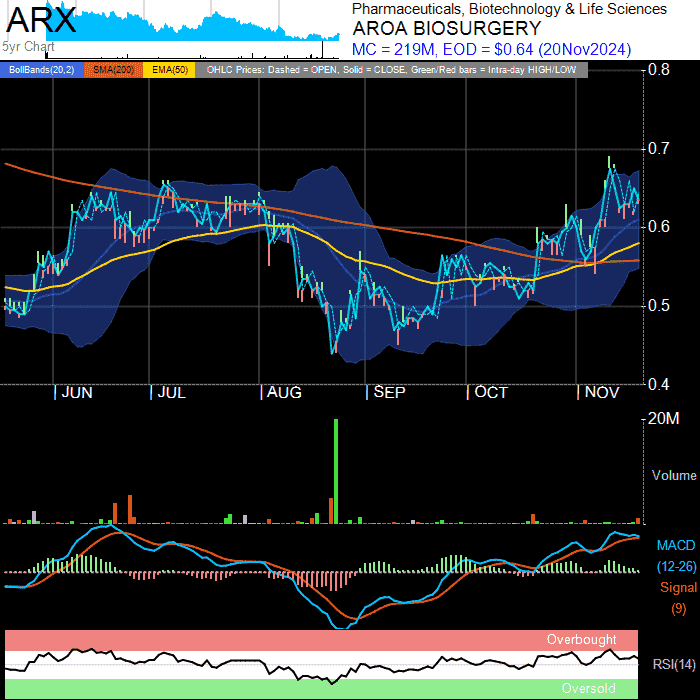 ARX
Pharmaceuticals, Biotechnology & Life Sciences
AROA BIOSURGERY
5yr Chart
MC = 219M, EOD = $0.64 (20Nov2024)
BollBands(20,2) SMA(200) EMA(50) OHLC Prices: Dashed = OPEN, Solid = CLOSE, Green/Red bars = Intra-day HIGH/LOW
0.8
0.7
0.6
0.5
0.4
JUN JUL AUG SEP OCT NOV
20M
Volume
MACD
(12-26)
Signal
(9)
Overbought
RSI(14)
Oversold